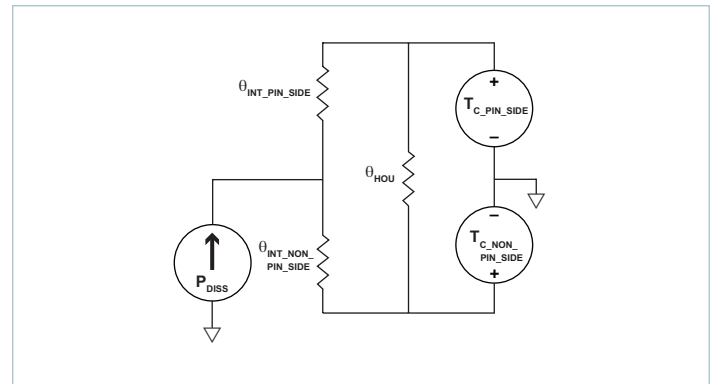 θINT_PIN_SIDE
+
TC_PIN_SIDE
–
θHOU
–
TC_NON_
PIN_SIDE
+
θINT_NON_
PIN_SIDE
PDISS